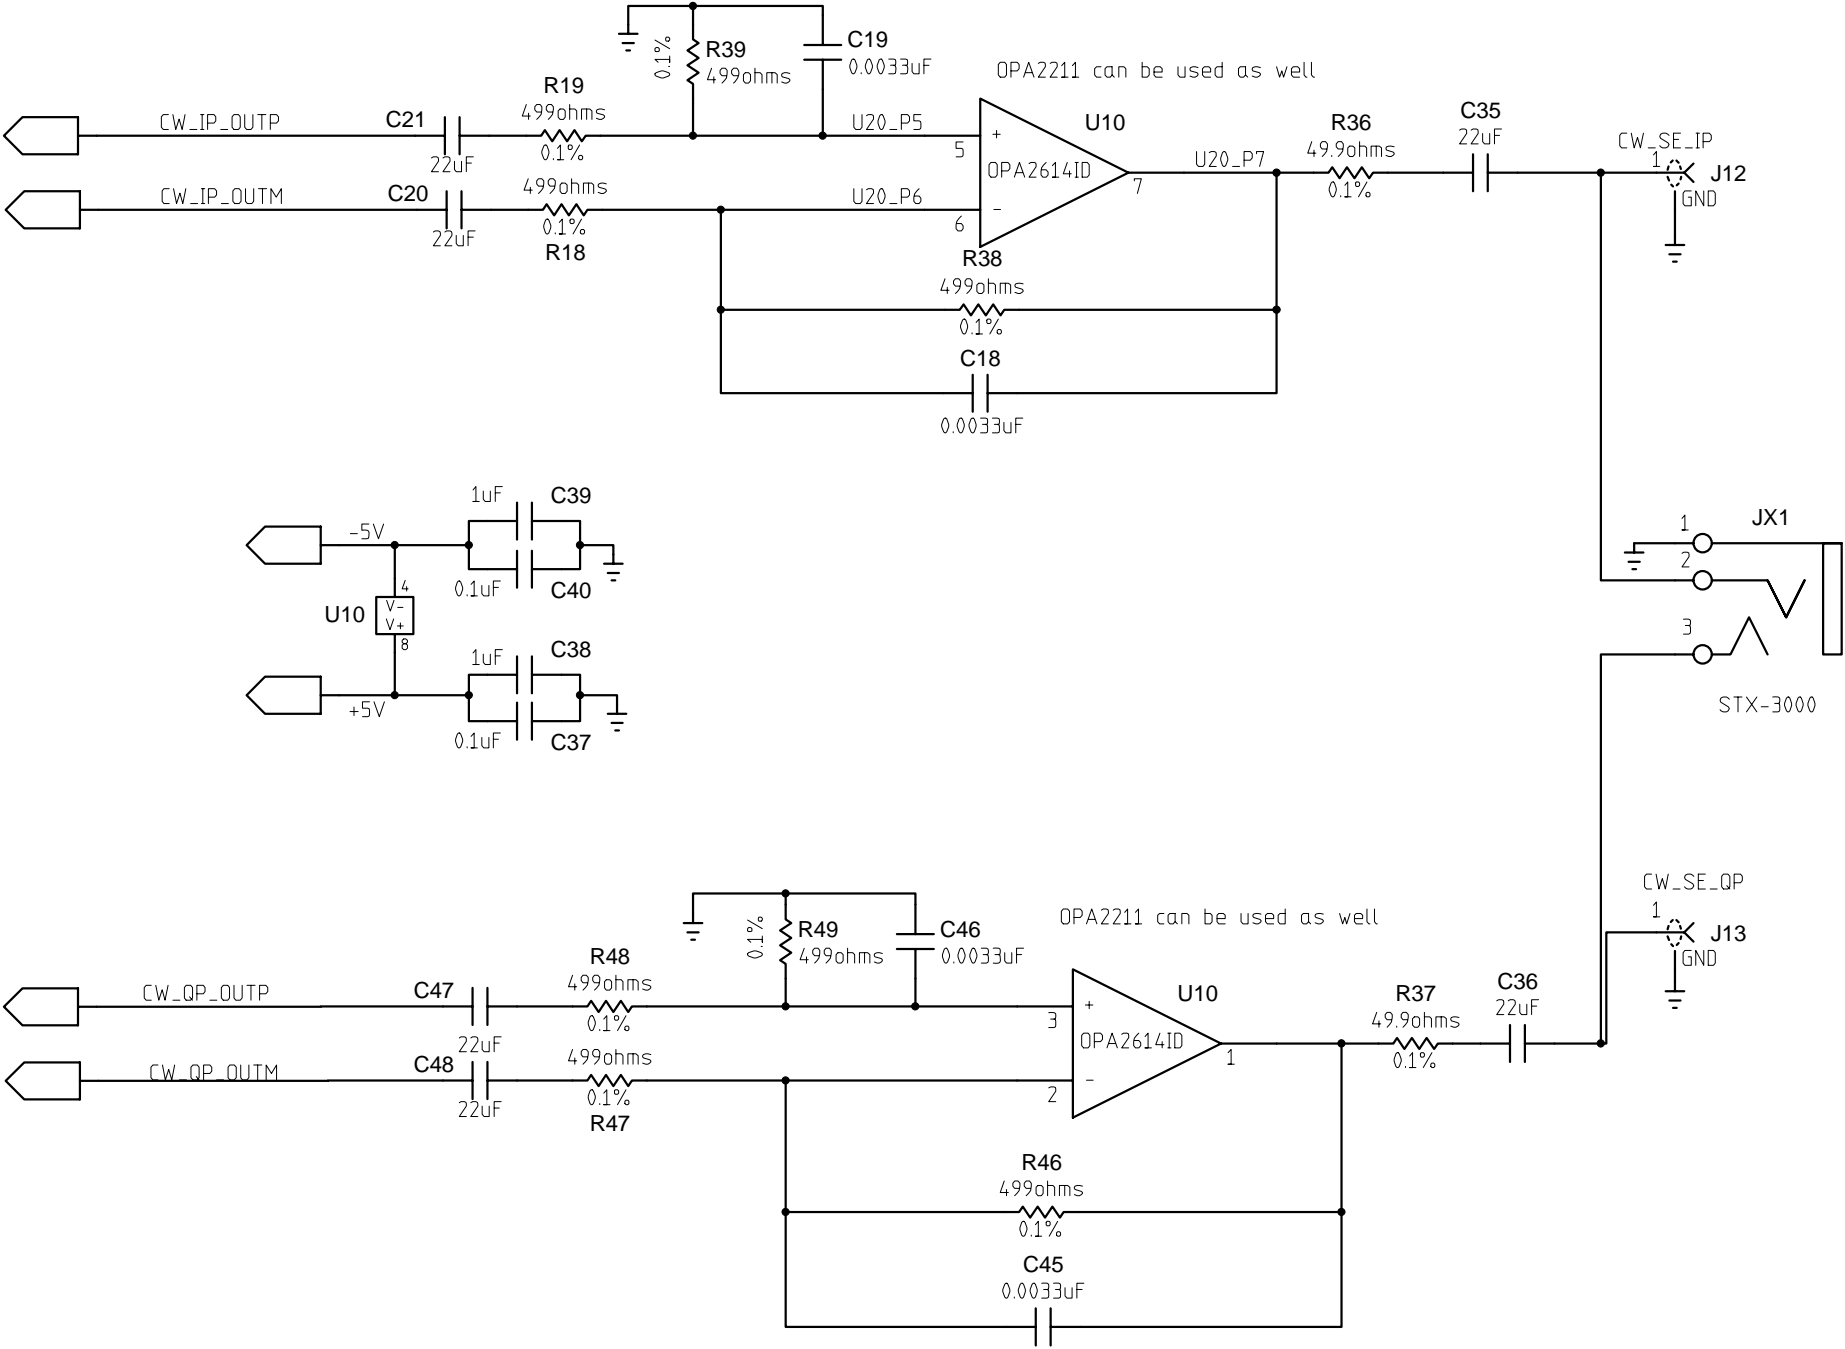 C19
0.0033uF
0.1%
R39
499ohms
OPA2211 can be used as well
R19
499ohms
0.1%
CW_IP_OUTP
C21
22uF
U20_P5
5
+
U10
OPA2614ID
7
U20_P7
R36
49.9ohms
0.1%
C35
22uF
CW_SE_IP
1
J12
GND
CW_IP_OUTM
C20
22uF
499ohms
0.1%
R18
U20_P6
6
-
R38
499ohms
0.1%
C18
0.0033uF
1uF
C39
-5V
0.1uF
C40
4
U10
V-
V+
8
1uF
C38
+5V
0.1uF
C37
1
JX1
2
3
STX-3000
CW_SE_QP
1
J13
GND
0.1%
R49
499ohms
C46
0.0033uF
OPA2211 can be used as well
R48
499ohms
0.1%
CW_QP_OUTP
C47
22uF
3
+
U10
OPA2614ID
1
R37
49.9ohms
0.1%
C36
22uF
CW_QP_OUTM
C48
22uF
499ohms
0.1%
R47
2
-
R46
499ohms
0.1%
C45
0.0033uF